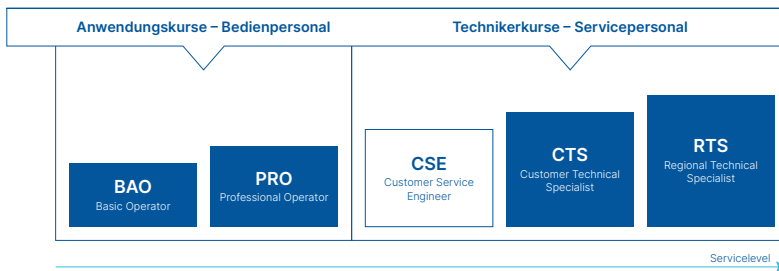 Anwendungskurse – Bedienpersonal
Technikerkurse – Servicepersonal
BAO
Basic Operator
PRO
Professional Operator
CSE
Customer Service
Engineer
CTS
Customer Technical
Specialist
RTS
Regional Technical
Specialist
Servicelevel